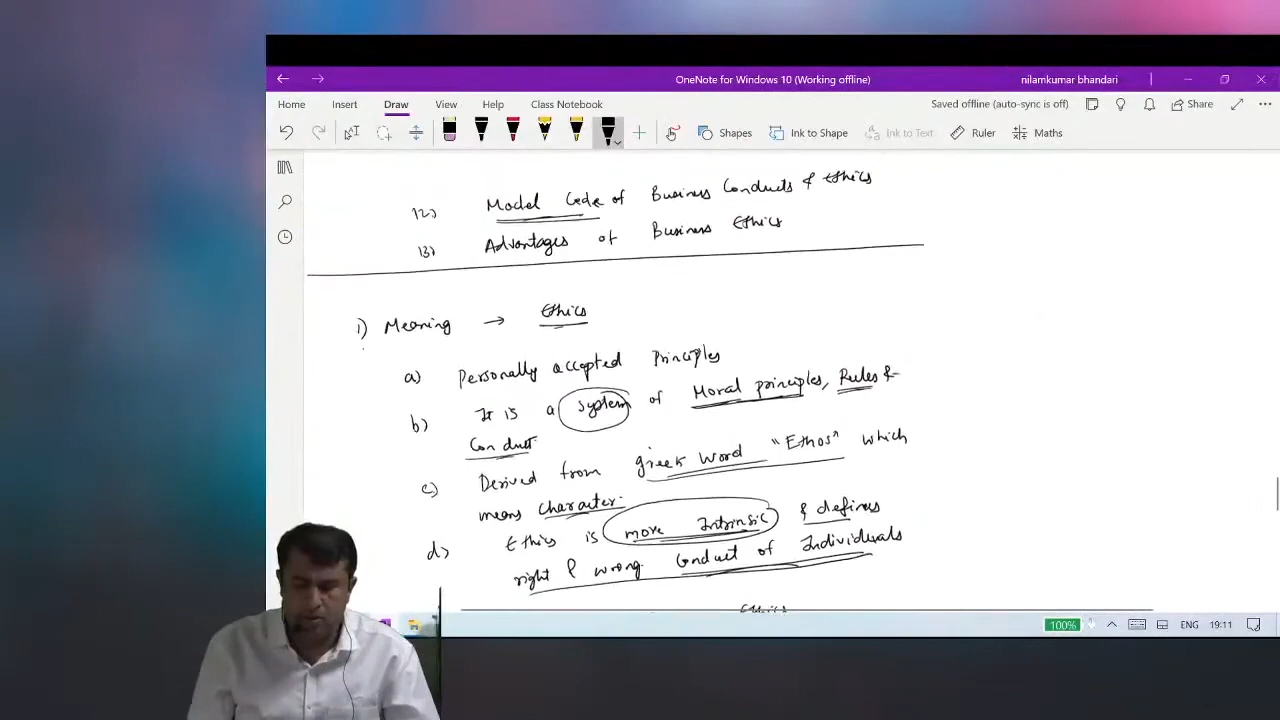 OneNote for Windows 10 (Working offline)
nilamkumar bhandari
Home Insert Draw View Help Class Notebook
Saved offline (auto-sync is off)
Share
Shapes
Ink to Shape
Ink to Text
Ruler
Maths
12) Model Code of Business Conducts & Ethics
13) Advantages of Business Ethics
1) Meaning → Ethics
a) Personally accepted Principles
b) It is a system of Moral principles, Rules &
Conduct
c) Derived from greek word "Ethos" which
means character.
d) Ethics is more Intrinsic & defines
right & wrong conduct of Individuals
Ethics
100%
ENG
19:11